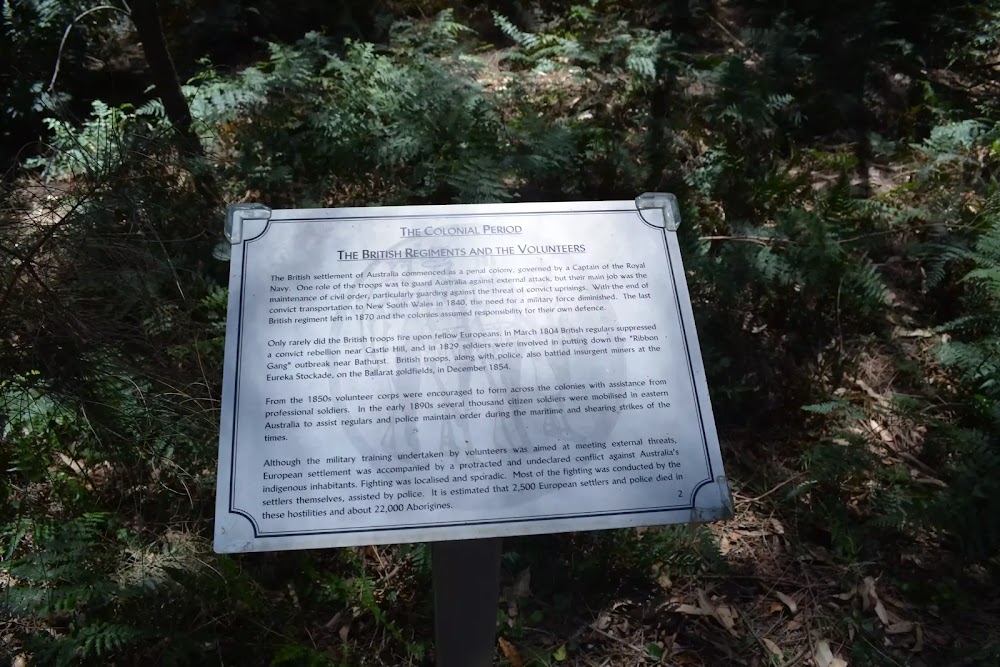 THE COLONIAL PERIOD
THE BRITISH REGIMENTS AND THE VOLUNTEERS
The British settlement of Australia commenced as a penal colony, governed by a Captain of the Royal
Navy. One role of the troops was to guard Australia against external attack, but their main job was the
maintenance of civil order, particularly guarding against the threat of convict uprisings. With the end of
convict transportation to New South Wales in 1840, the need for a military force diminished. The last
British regiment left in 1870 and the colonies assumed responsibility for their own defence.
Only rarely did the British troops fire upon fellow Europeans. In March 1804 British regulars suppressed
a convict rebellion near Castle Hill, and in 1829 soldiers were involved in putting down the "Ribbon
Gang" outbreak near Bathurst. British troops, along with police, also battled insurgent miners at the
Eureka Stockade, on the Ballarat goldfields, in December 1854.
From the 1850s volunteer corps were encouraged to form across the colonies with assistance from
professional soldiers. In the early 1890s several thousand citizen soldiers were mobilised in eastern
Australia to assist regulars and police maintain order during the maritime and shearing strikes of the
times.
Although the military training undertaken by volunteers was aimed at meeting external threats,
European settlement was accompanied by a protracted and undeclared conflict against Australia's
indigenous inhabitants. Fighting was localised and sporadic. Most of the fighting was conducted by the
settlers themselves, assisted by police. It is estimated that 2,500 European settlers and police died in
these hostilities and about 22,000 Aborigines.
2